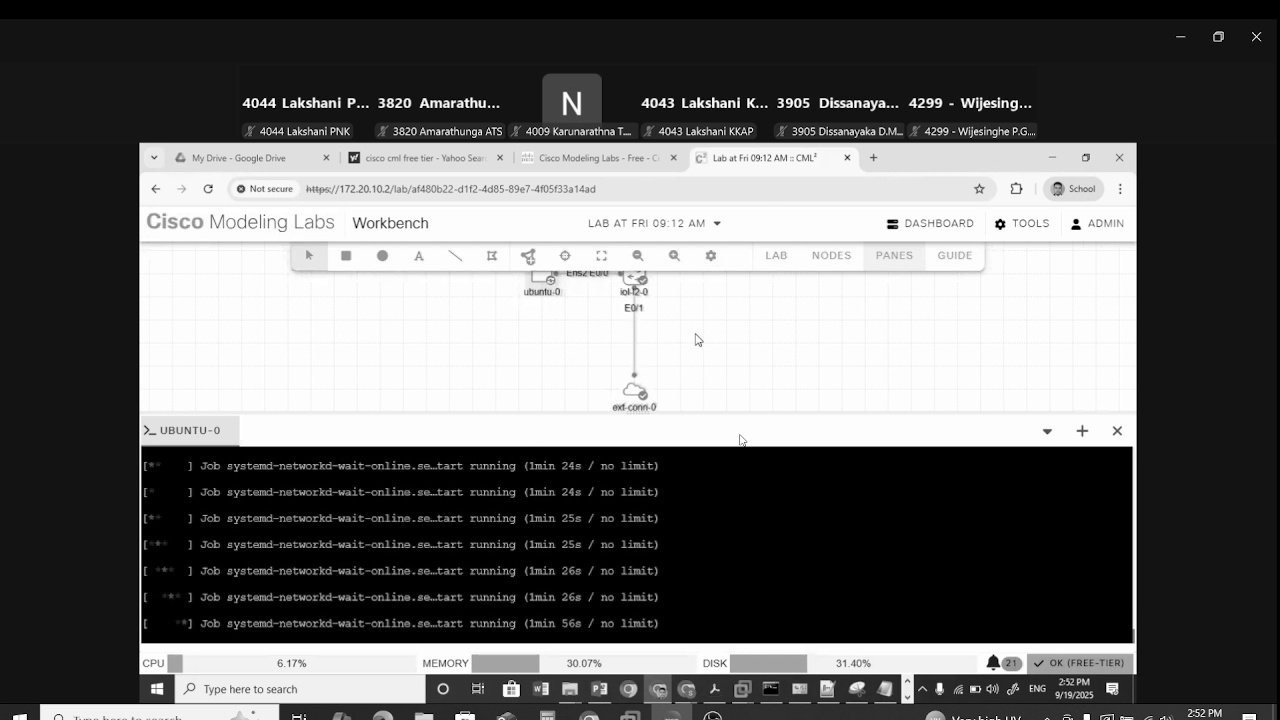 4044 Lakshani P... 3820 Amarathu... N 4043 Lakshani K... 3905 Dissanaya... 4299 - Wijesing...
4044 Lakshani PNK 3820 Amarathunga ATS 4009 Karunarathna T... 4043 Lakshani KKAP 3905 Dissanayaka D.M... 4299 - Wijesinghe P.G....
My Drive - Google Drive cisco cml free tier - Yahoo Sear Cisco Modeling Labs - Free - Ci Lab at Fri 09:12 AM :: CML²
Not secure https://172.20.10.2/lab/af480b22-d1f2-4d85-89e7-4f05f33a14ad School
Cisco Modeling Labs Workbench LAB AT FRI 09:12 AM DASHBOARD TOOLS ADMIN
A LAB NODES PANES GUIDE
Ens2 E0/0
ubuntu-0 iol-l2-0
E0/1
ext-conn-0
UBUNTU-0
[** ] Job systemd-networkd-wait-online.se…tart running (1min 24s / no limit)
[* ] Job systemd-networkd-wait-online.se…tart running (1min 24s / no limit)
[** ] Job systemd-networkd-wait-online.se…tart running (1min 25s / no limit)
[*** ] Job systemd-networkd-wait-online.se…tart running (1min 25s / no limit)
[ *** ] Job systemd-networkd-wait-online.se…tart running (1min 26s / no limit)
[ *** ] Job systemd-networkd-wait-online.se…tart running (1min 26s / no limit)
[ **] Job systemd-networkd-wait-online.se…tart running (1min 56s / no limit)
CPU 6.17% MEMORY 30.07% DISK 31.40% 21 OK (FREE-TIER)
Type here to search ENG 2:52 PM
9/19/2025
Type here to search 2:52 PM